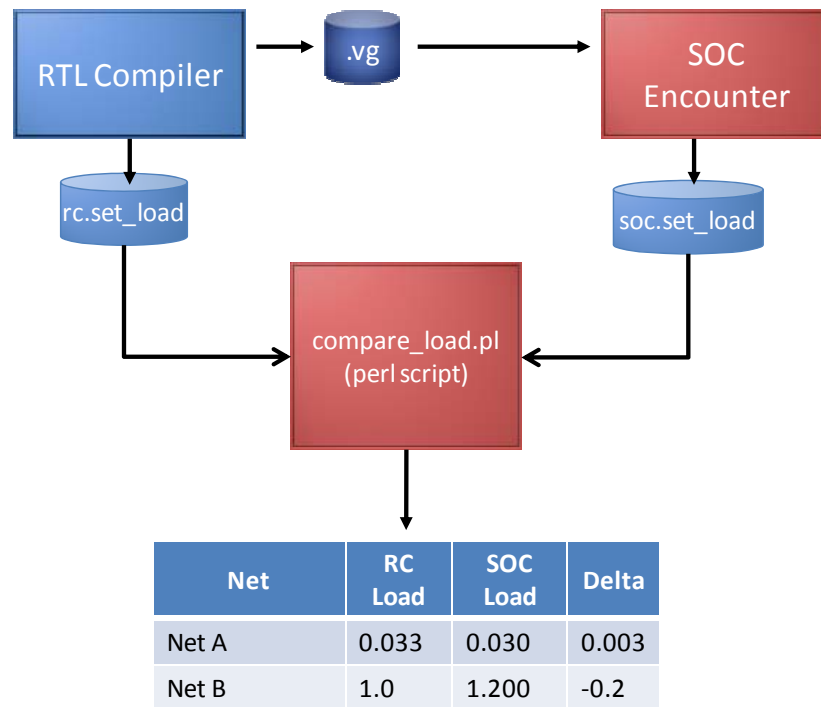 RTL Compiler
.vg
SOC
Encounter
rc.set_load
soc.set_load
compare_load.pl
(perl script)
Net RC Load SOC Load Delta
Net A 0.033 0.030 0.003
Net B 1.0 1.200 -0.2